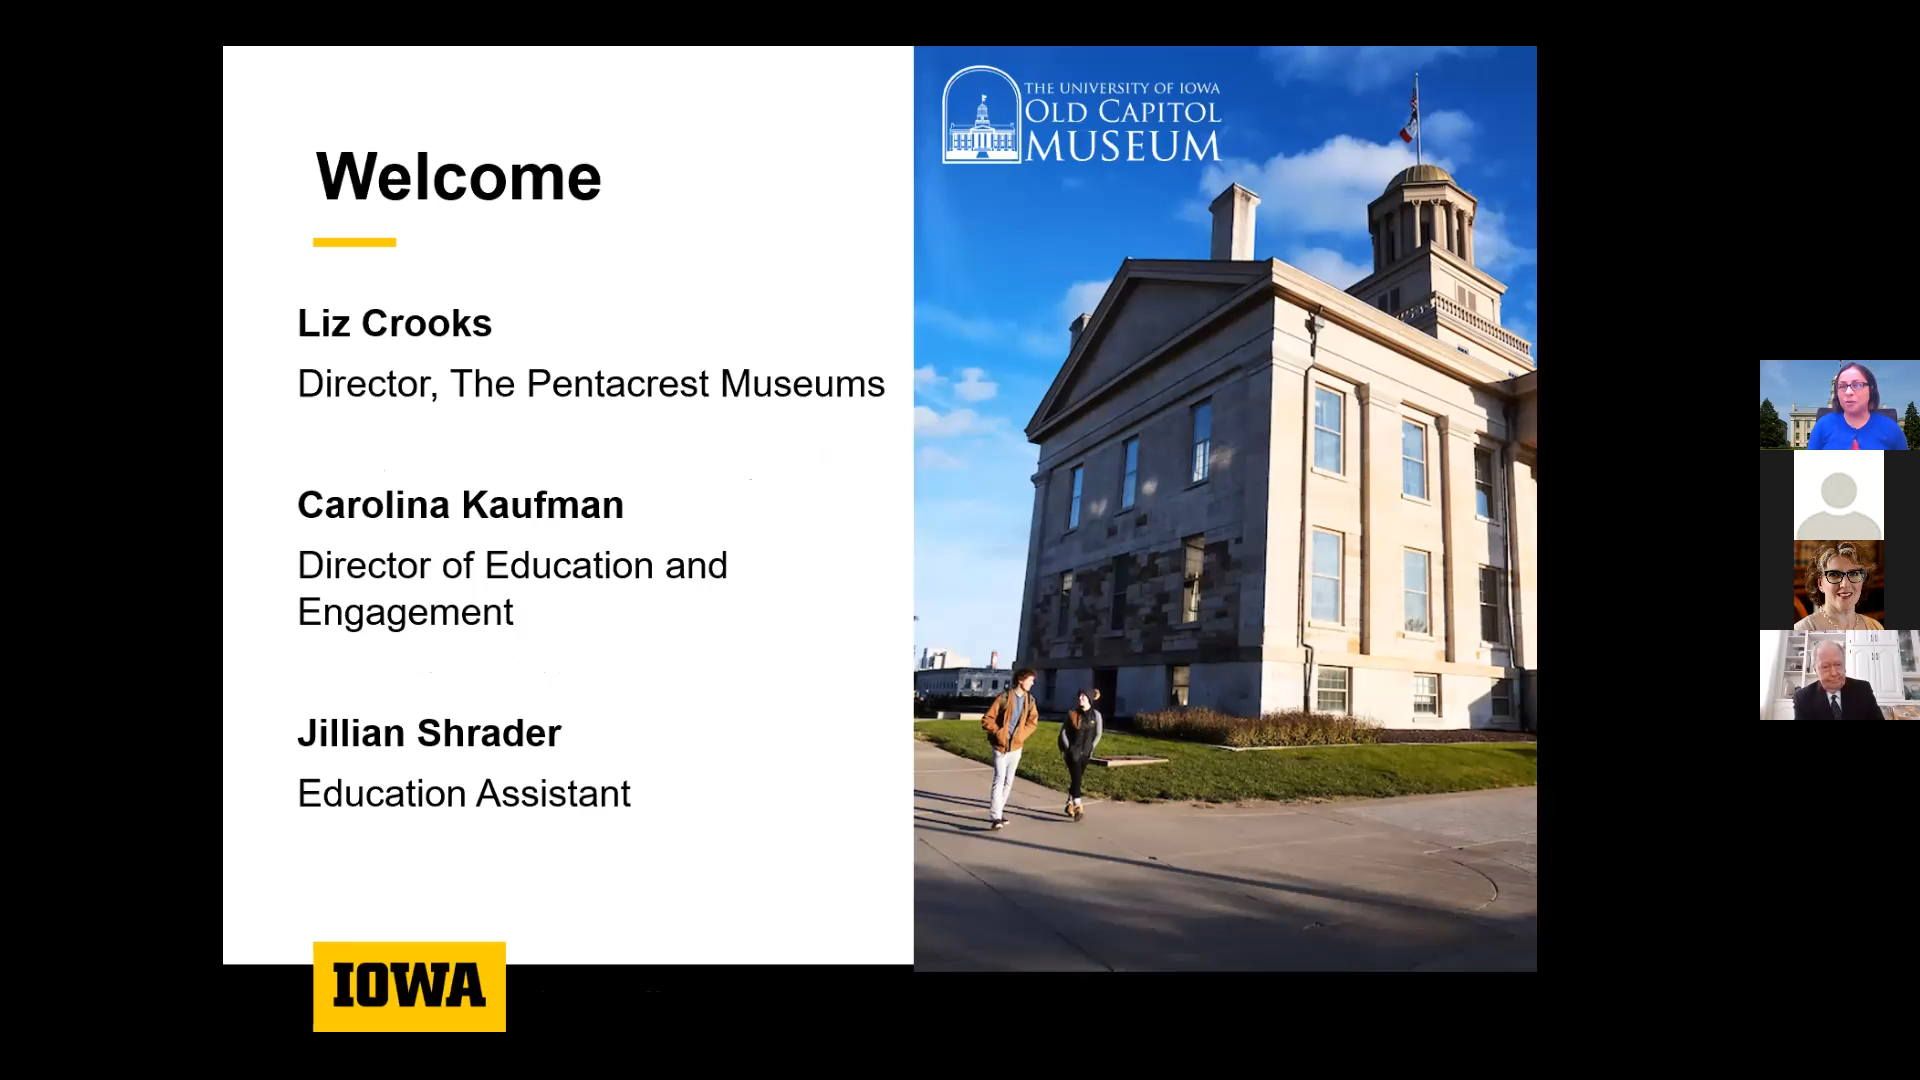 Welcome
Liz Crooks
Director, The Pentacrest Museums
Carolina Kaufman
Director of Education and
Engagement
Jillian Shrader
Education Assistant
IOWA
THE UNIVERSITY OF IOWA
OLD CAPITOL
MUSEUM